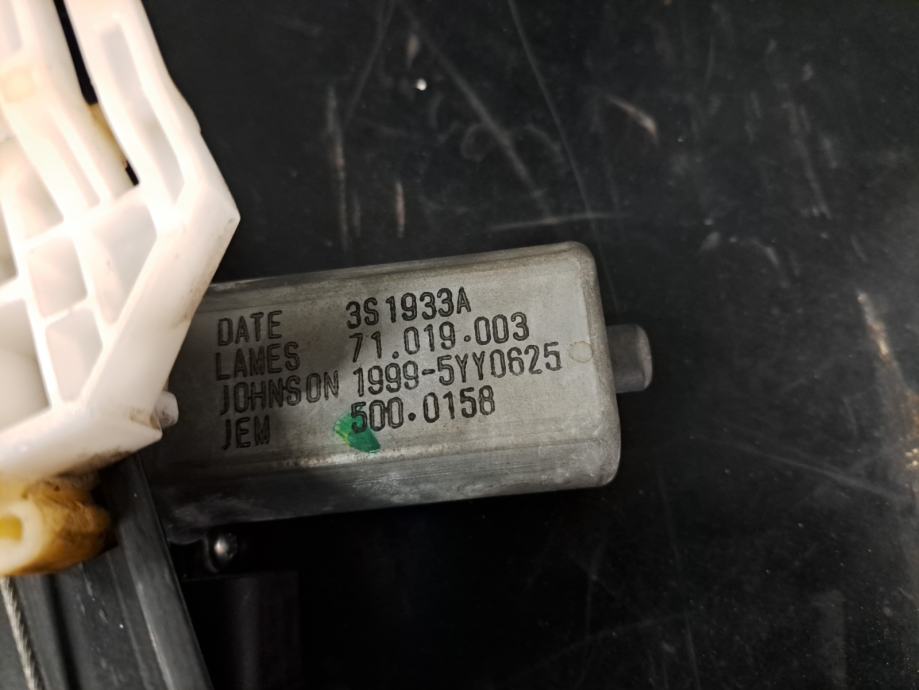 DATE 3S1933A
LAMES 71.019.003
JOHNSON 1999-5YY0625
JEM 500.0158